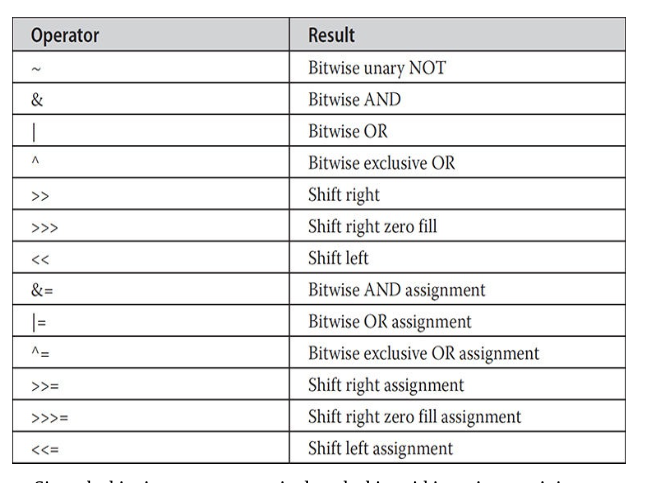 Operator Result
~ Bitwise unary NOT
& Bitwise AND
| Bitwise OR
^ Bitwise exclusive OR
>> Shift right
>>> Shift right zero fill
<< Shift left
&= Bitwise AND assignment
|= Bitwise OR assignment
^= Bitwise exclusive OR assignment
>>= Shift right assignment
>>>= Shift right zero fill assignment
<<= Shift left assignment